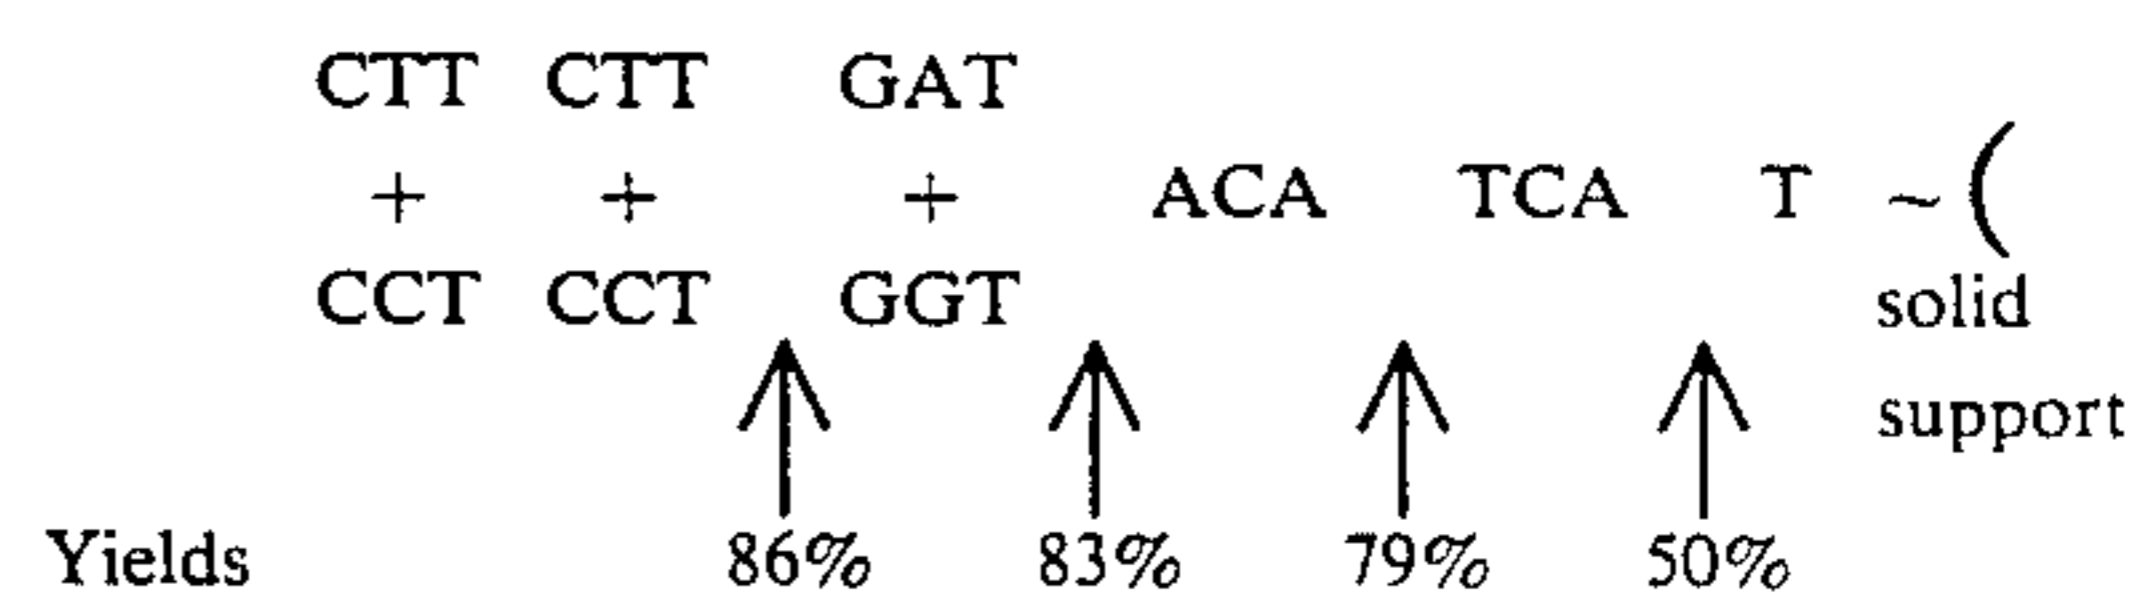 CTT CTT GAT
+ + + ACA TCA T ~ (
CCT CCT GGT solid
support
Yields 86% 83% 79% 50%